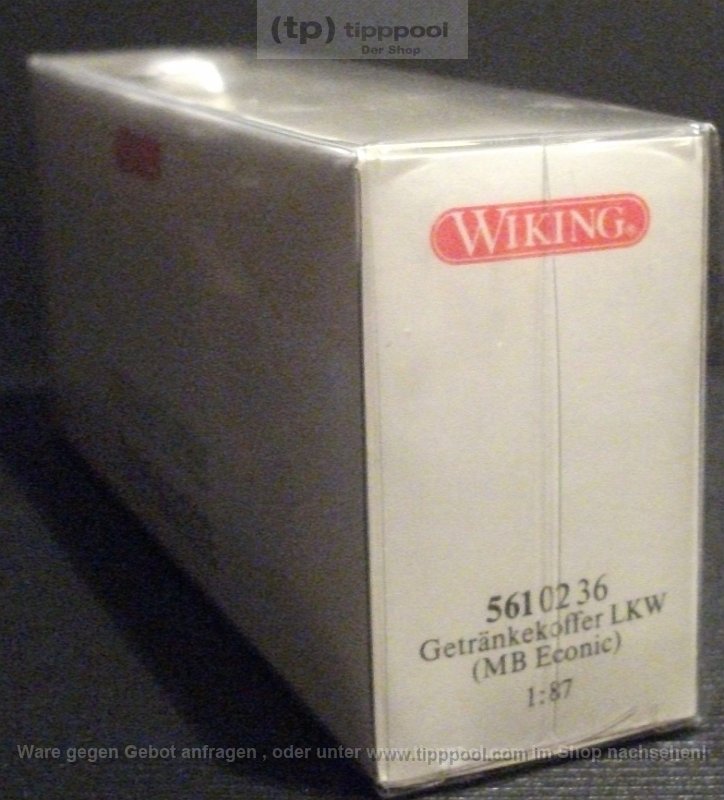 (tp) tipppool
Der Shop
WIKING®
561 02 36
Getränkekoffer LKW
(MB Econic)
1:87
Ware gegen Gebot anfragen , oder unter www.tipppool.com im Shop nachsehen!